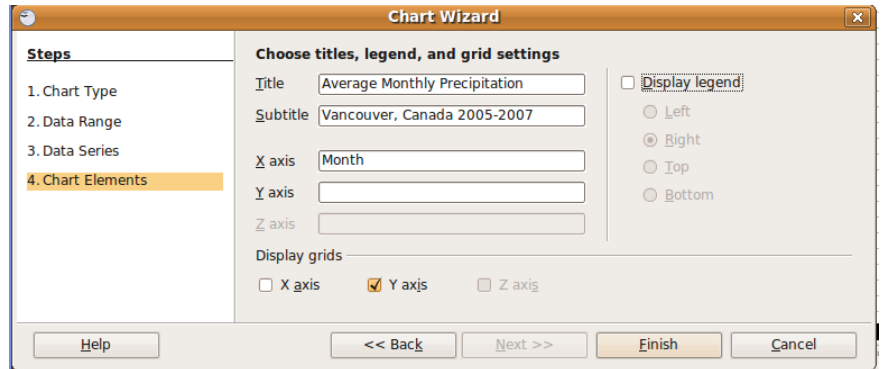 Chart Wizard
Steps
1. Chart Type
2. Data Range
3. Data Series
4. Chart Elements
Choose titles, legend, and grid settings
Title Average Monthly Precipitation
Subtitle Vancouver, Canada 2005-2007
X axis Month
Y axis
Z axis
Display legend
Left
Right
Top
Bottom
Display grids
X axis Y axis Z axis
Help << Back Next >> Finish Cancel